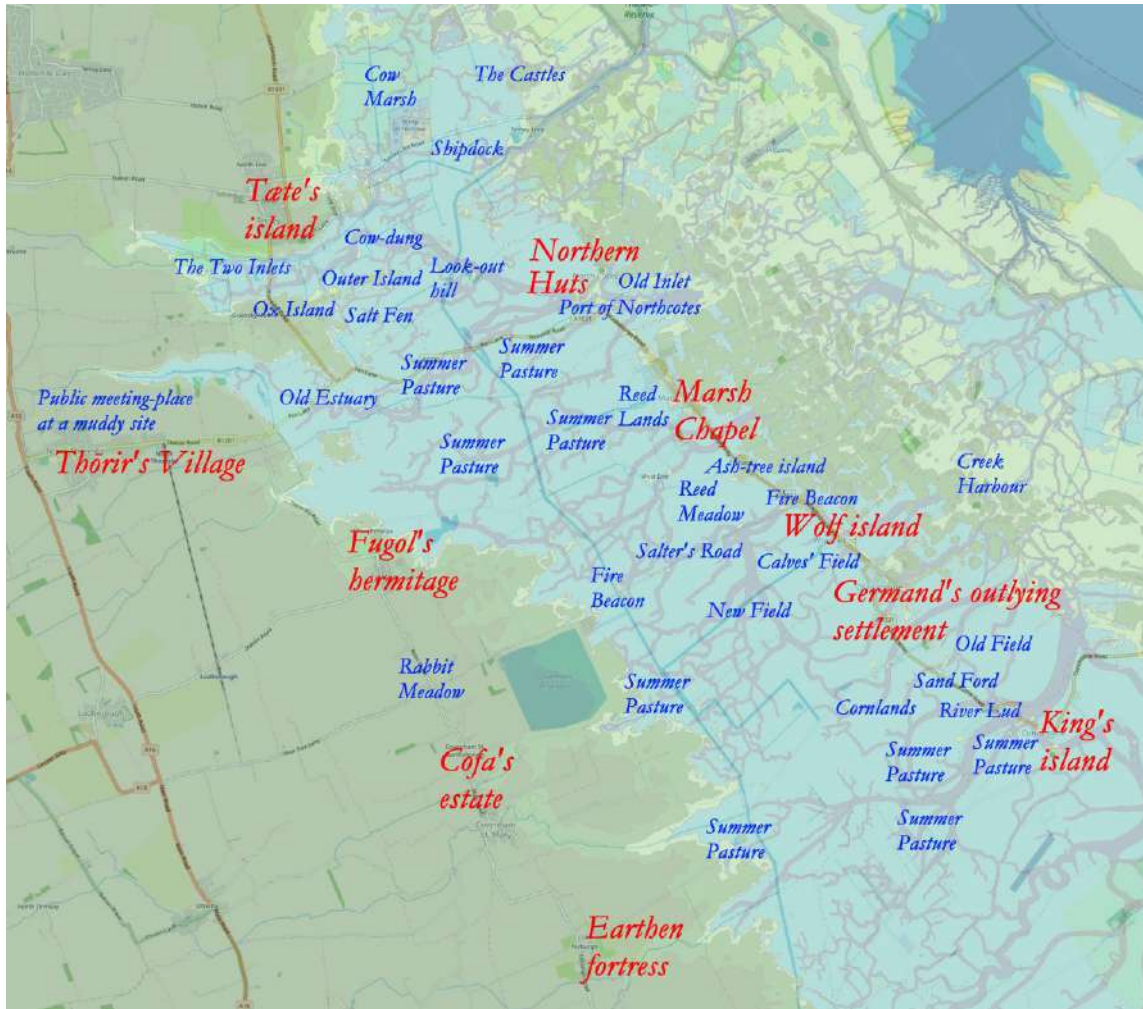 Cow
Marsh
The Castles
Shipdock
Tæte's
island
Cow-dung
The Two Inlets
Outer Island
Look-out
hill
Northern
Huts
Old Inlet
Port of Northcotes
Ox Island
Salt Fen
Summer
Pasture
Summer
Pasture
Old Estuary
Public meeting-place
at a muddy site
Thórir's Village
Reed
Lands
Summer
Pasture
Marsh
Chapel
Summer
Pasture
Ash-tree island
Creek
Harbour
Reed
Meadow
Fire Beacon
Wolf island
Fugol's
hermitage
Salter's Road
Calves' Field
Fire
Beacon
New Field
Germand's outlying
settlement
Old Field
Rabbit
Meadow
Summer
Pasture
Sand Ford
Cornlands
River Lud
King's
island
Summer
Pasture
Summer
Pasture
Cofa's
estate
Summer
Pasture
Summer
Pasture
Earthen
fortress